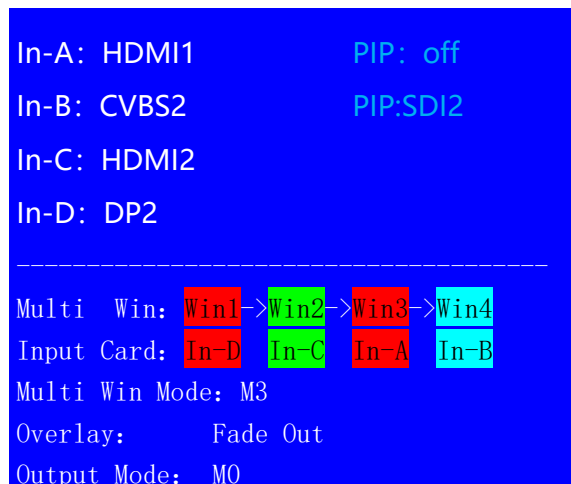 In-A: HDMI1 PIP: off
In-B: CVBS2 PIP:SDI2
In-C: HDMI2
In-D: DP2
--------------------------------------
Multi Win: Win1->Win2->Win3->Win4
Input Card: In-D In-C In-A In-B
Multi Win Mode: M3
Overlay: Fade Out
Output Mode: M0